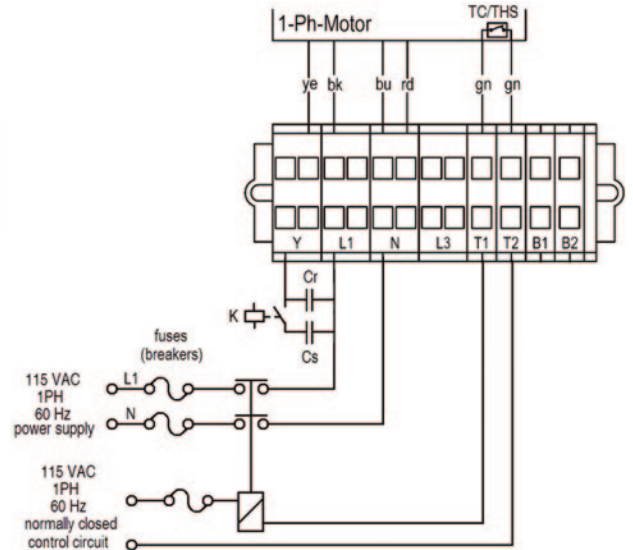 1-Ph-Motor
TC/THS
ye bk bu rd gn gn
Y L1 N L3 T1 T2 B1 B2
Cr
K
Cs
fuses
(breakers)
115 VAC
1PH
60 Hz
power supply
L1
N
115 VAC
1PH
60 Hz
normally closed
control circuit